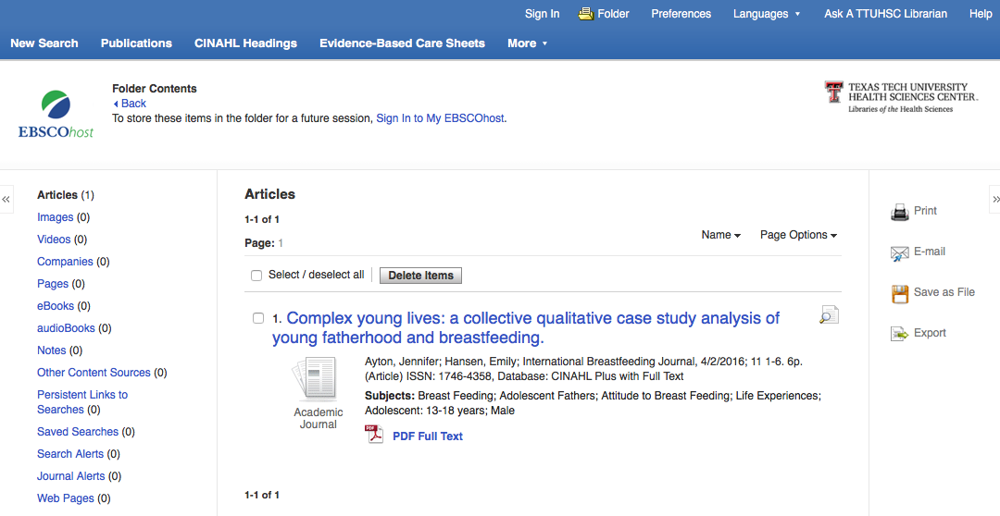 Sign In Folder Preferences Languages Ask A TTUHSC Librarian Help
New Search Publications CINAHL Headings Evidence-Based Care Sheets More
Folder Contents
Back
To store these items in the folder for a future session, Sign In to My EBSCOhost.
EBSCOhost
TEXAS TECH UNIVERSITY
HEALTH SCIENCES CENTER.
Libraries of the Health Sciences
«
Articles (1)
Images (0)
Videos (0)
Companies (0)
Pages (0)
eBooks (0)
audioBooks (0)
Notes (0)
Other Content Sources (0)
Persistent Links to
Searches (0)
Saved Searches (0)
Search Alerts (0)
Journal Alerts (0)
Web Pages (0)
Articles
1-1 of 1
Page: 1
Name Page Options
Select / deselect all Delete Items
1. Complex young lives: a collective qualitative case study analysis of
young fatherhood and breastfeeding.
Academic
Journal
Ayton, Jennifer; Hansen, Emily; International Breastfeeding Journal, 4/2/2016; 11 1-6. 6p.
(Article) ISSN: 1746-4358, Database: CINAHL Plus with Full Text
Subjects: Breast Feeding; Adolescent Fathers; Attitude to Breast Feeding; Life Experiences;
Adolescent: 13-18 years; Male
PDF PDF Full Text
1-1 of 1
»
Print
E-mail
Save as File
Export